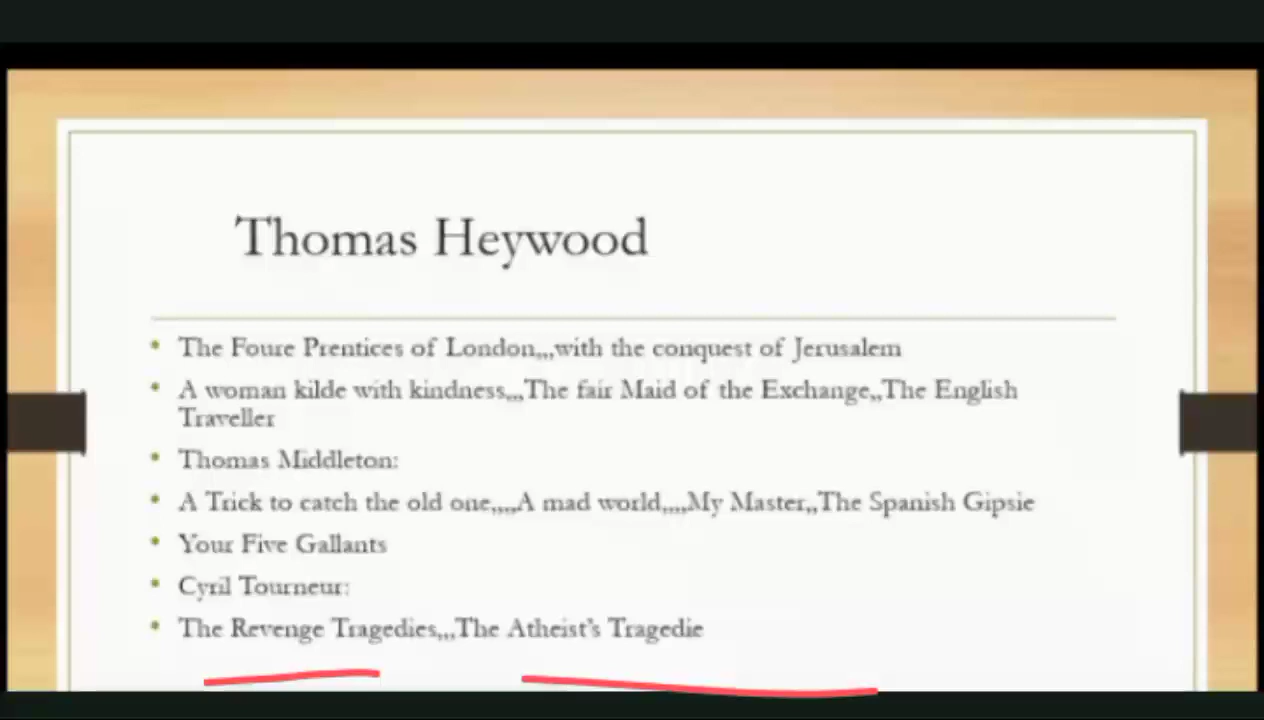 Thomas Heywood
The Foure Prentices of London,,,with the conquest of Jerusalem
A woman kilde with kindness,,,The fair Maid of the Exchange,,The English
Traveller
Thomas Middleton:
A Trick to catch the old one,,,,A mad world,,,,My Master,,The Spanish Gipsie
Your Five Gallants
Cyril Tourneur:
The Revenge Tragedies,,,The Atheist's Tragedie